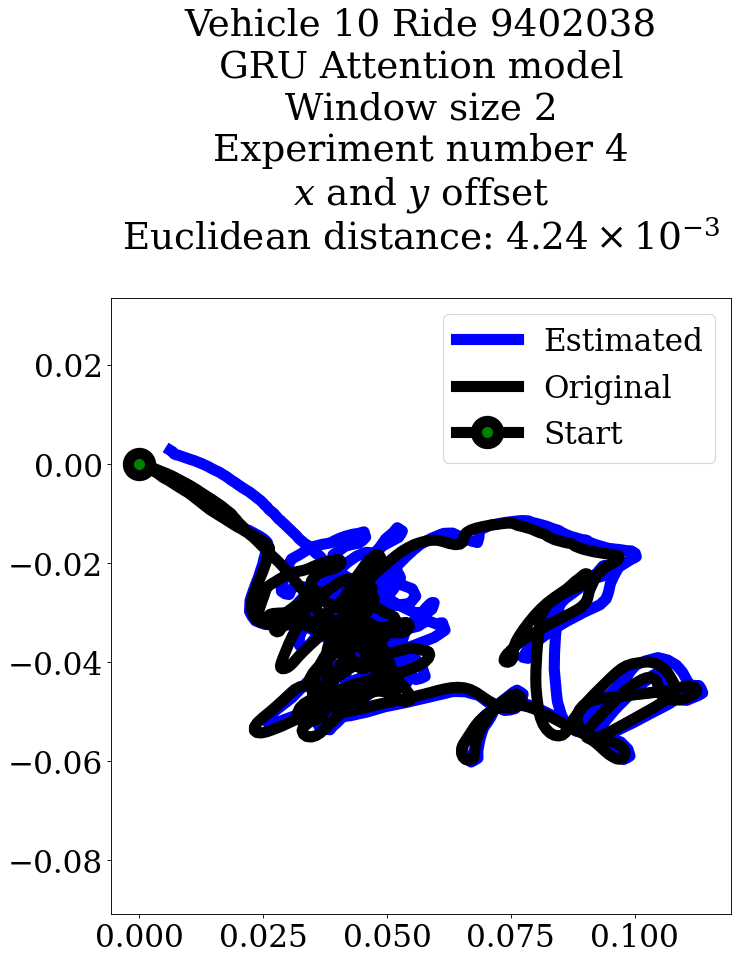 Vehicle 10 Ride 9402038
GRU Attention model
Window size 2
Experiment number 4
x and y offset
Euclidean distance: 4.24 × 10⁻³
Estimated
Original
Start
0.02
0.00
−0.02
−0.04
−0.06
−0.08
0.000 0.025 0.050 0.075 0.100